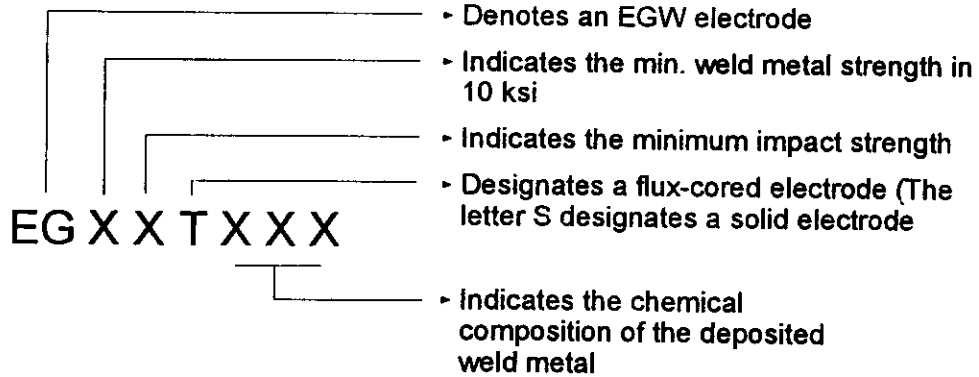 Denotes an EGW electrode
Indicates the min. weld metal strength in
10 ksi
Indicates the minimum impact strength
Designates a flux-cored electrode (The
letter S designates a solid electrode
EG X X T X X X
Indicates the chemical
composition of the deposited
weld metal